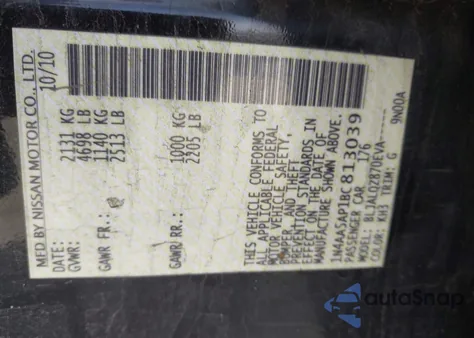 MFD BY NISSAN MOTOR CO., LTD.
10/10
GVWR: 2131 KG
4698 LB
GAWR FR: 1140 KG
2513 LB
GAWR RR: 1000 KG
2205 LB
THIS VEHICLE CONFORMS TO
ALL APPLICABLE FEDERAL
MOTOR VEHICLE SAFETY,
BUMPER, AND THEFT
PREVENTION STANDARDS IN
EFFECT ON THE DATE OF
MANUFACTURE SHOWN ABOVE.
1N4AA5AP1BC813039
PASSENGER CAR 176
MODEL: BLJALQZ87DEVA-----
COLOR: KH3 TRIM: G
9N00A
autoSnap